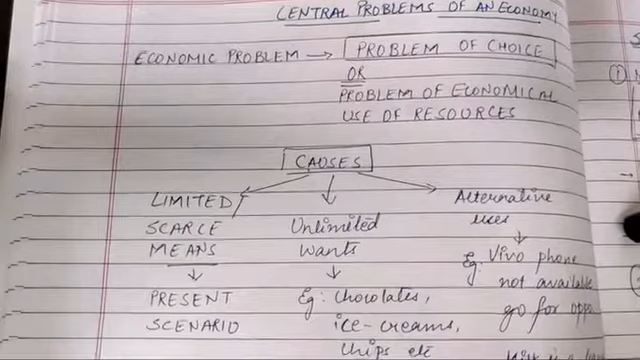 CENTRAL PROBLEMS OF AN ECONOMY
ECONOMIC PROBLEM → PROBLEM OF CHOICE
OR
PROBLEM OF ECONOMICAL
USE OF RESOURCES
CAUSES
LIMITED/
SCARCE
MEANS
↓
PRESENT
SCENARIO
Unlimited
wants
↓
Eg: chocolates,
ice-creams,
chips etc
Alternative
uses
↓
Eg. Vivo phone
not available
go for oppo